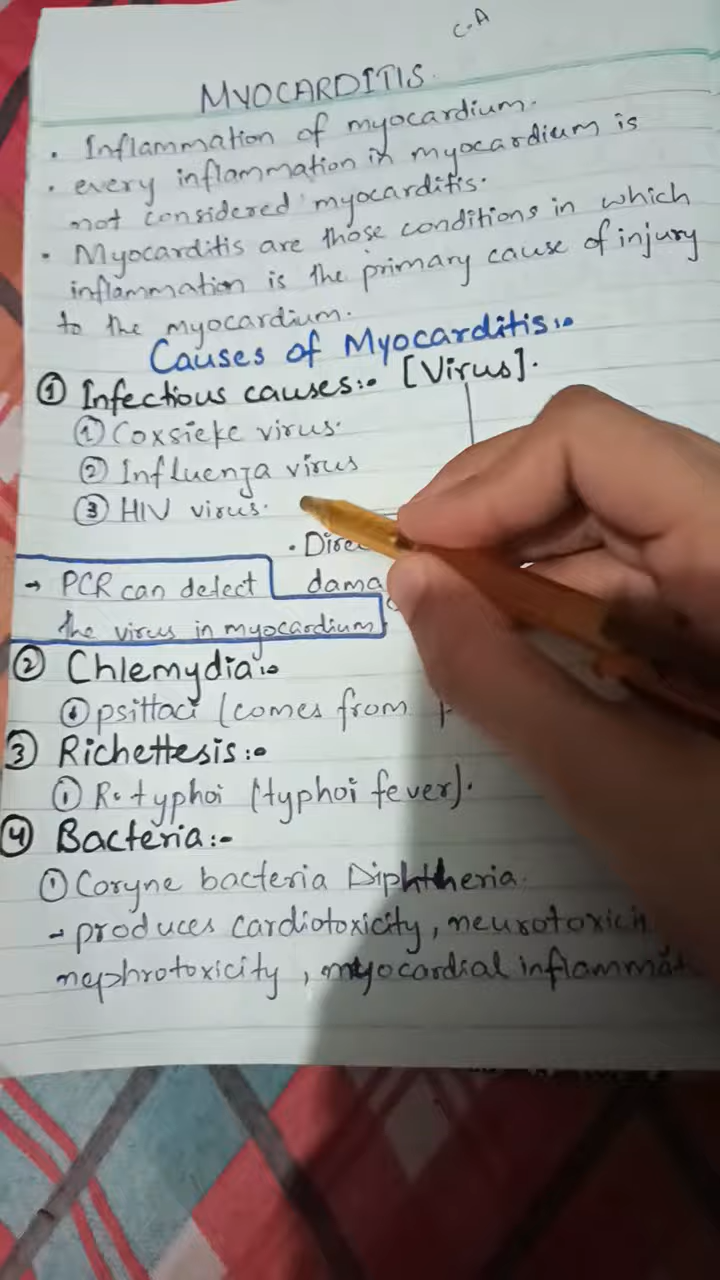 C-A
MYOCARDITIS.
• Inflammation of myocardium.
• every inflammation in myocardium is
not considered myocarditis.
• Myocarditis are those conditions in which
inflammation is the primary cause of injury
to the myocardium.
Causes of Myocarditis:-
① Infectious causes:- [Virus].
① Coxsieke virus.
② Influenza virus
③ HIV virus.
• Direc
→ PCR can detect
dama
the virus in myocardium
② Chlemydia:-
① psittaci (comes from
③ Richettesis:-
① R. typhoi (typhoi fever).
④ Bacteria:-
① Coryne bacteria Diphtheria.
→ produces cardiotoxicity, neurotoxici
nephrotoxicity, myocardial inflammat